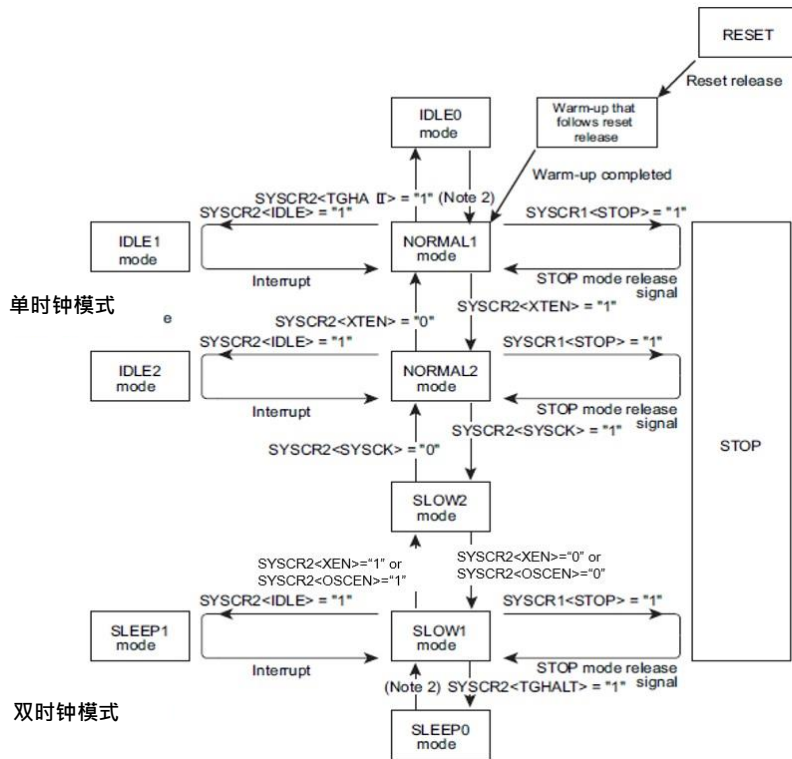 RESET
Reset release
IDLE0
mode
Warm-up that
follows reset
release
Warm-up completed
SYSCR2<TGHA LT> = "1" (Note 2)
SYSCR2<IDLE> = "1"
SYSCR1<STOP> = "1"
IDLE1
mode
NORMAL1
mode
Interrupt
STOP mode release
signal
单时钟模式
e
SYSCR2<XTEN> = "0"
SYSCR2<XTEN> = "1"
SYSCR2<IDLE> = "1"
SYSCR1<STOP> = "1"
IDLE2
mode
NORMAL2
mode
Interrupt
STOP mode release
signal
SYSCR2<SYSCK> = "0"
SYSCR2<SYSCK> = "1"
STOP
SLOW2
mode
SYSCR2<XEN>="1" or
SYSCR2<OSCEN>="1"
SYSCR2<XEN>="0" or
SYSCR2<OSCEN>="0"
SYSCR2<IDLE> = "1"
SYSCR1<STOP> = "1"
SLEEP1
mode
SLOW1
mode
Interrupt
STOP mode release
signal
(Note 2) SYSCR2<TGHALT> = "1"
双时钟模式
SLEEP0
mode